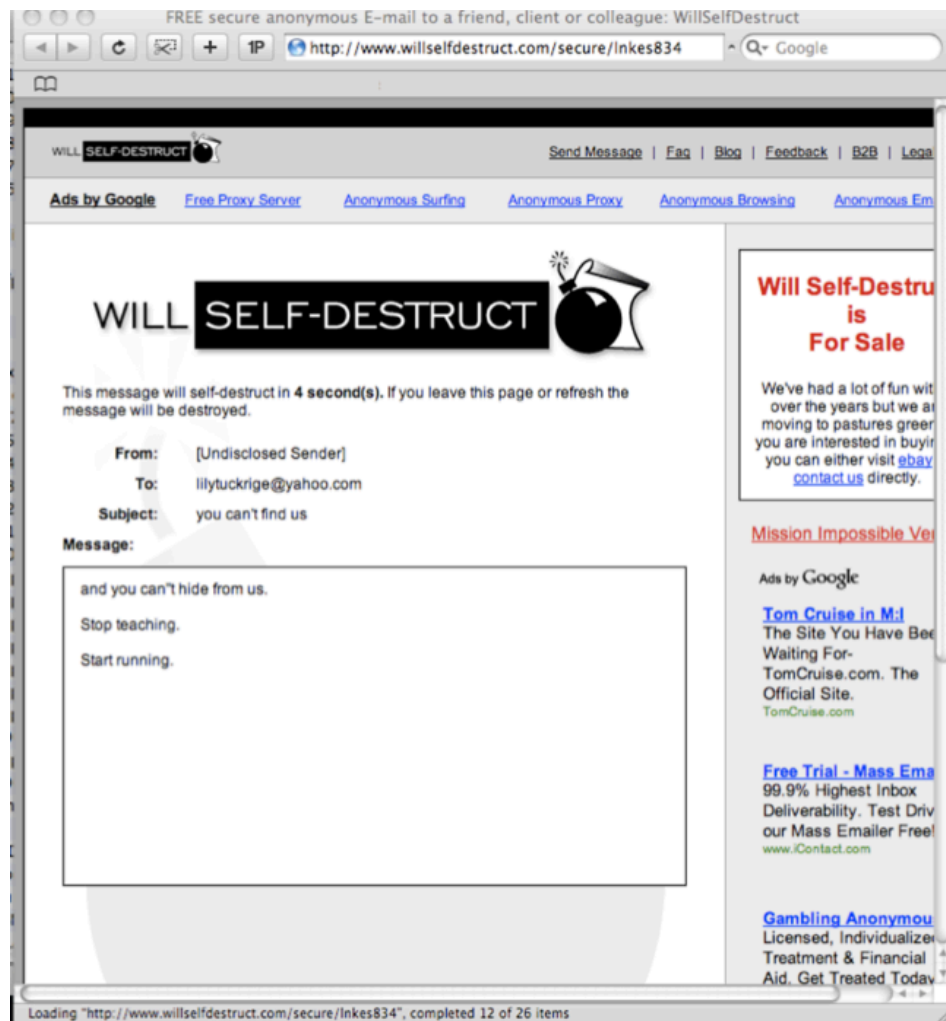 FREE secure anonymous E-mail to a friend, client or colleague: WillSelfDestruct
1P http://www.willselfdestruct.com/secure/lnkes834 Google
WILL SELF-DESTRUCT Send Message | Faq | Blog | Feedback | B2B | Lega
Ads by Google Free Proxy Server Anonymous Surfing Anonymous Proxy Anonymous Browsing Anonymous Em
WILL SELF-DESTRUCT
This message will self-destruct in 4 second(s). If you leave this page or refresh the
message will be destroyed.
From: [Undisclosed Sender]
To: lilytuckrige@yahoo.com
Subject: you can't find us
Message:
and you can"t hide from us.
Stop teaching.
Start running.
Will Self-Destru
is
For Sale
We've had a lot of fun wit
over the years but we a
moving to pastures green
you are interested in buyin
you can either visit ebay
contact us directly.
Mission Impossible Ve
Ads by Google
Tom Cruise in M:I
The Site You Have Bee
Waiting For-
TomCruise.com. The
Official Site.
TomCruise.com
Free Trial - Mass Ema
99.9% Highest Inbox
Deliverability. Test Driv
our Mass Emailer Free!
www.iContact.com
Gambling Anonymou
Licensed, Individualize
Treatment & Financial
Aid. Get Treated Today
Loading "http://www.willselfdestruct.com/secure/lnkes834", completed 12 of 26 items